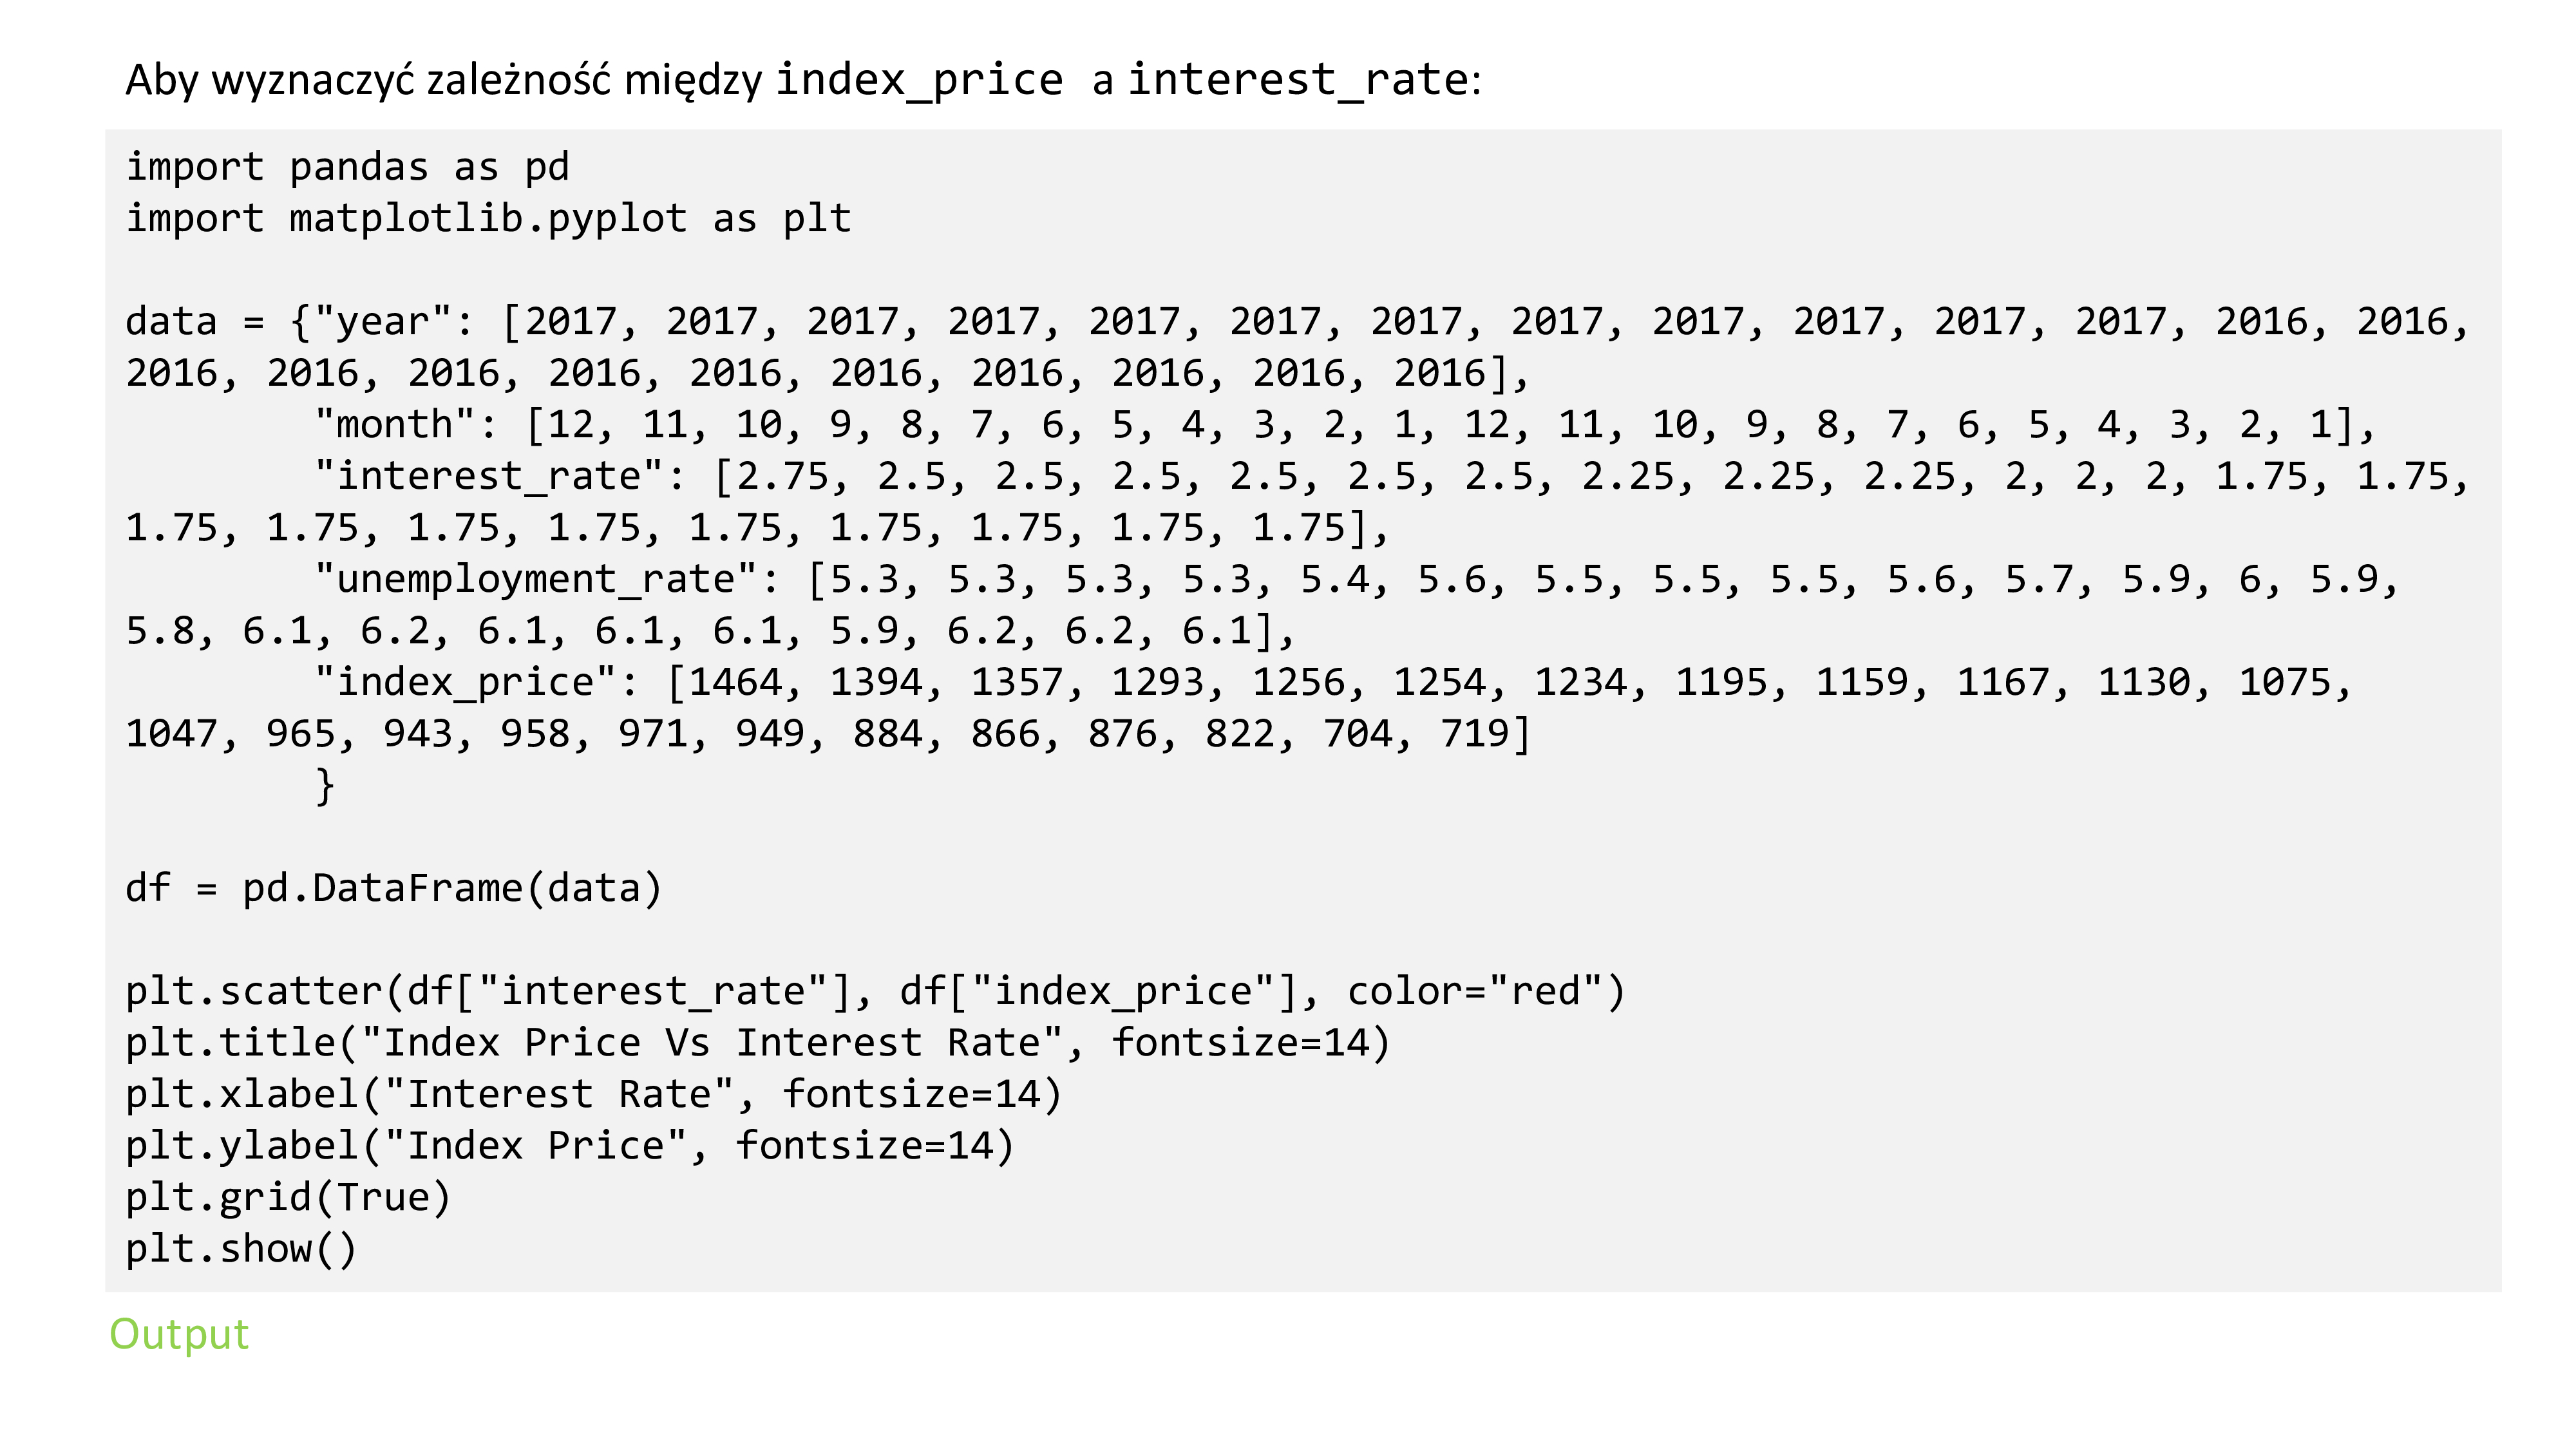 Aby wyznaczyć zależność między index_price a interest_rate:
import pandas as pd
import matplotlib.pyplot as plt

data = {"year": [2017, 2017, 2017, 2017, 2017, 2017, 2017, 2017, 2017, 2017, 2017, 2017, 2016, 2016,
2016, 2016, 2016, 2016, 2016, 2016, 2016, 2016, 2016, 2016],
        "month": [12, 11, 10, 9, 8, 7, 6, 5, 4, 3, 2, 1, 12, 11, 10, 9, 8, 7, 6, 5, 4, 3, 2, 1],
        "interest_rate": [2.75, 2.5, 2.5, 2.5, 2.5, 2.5, 2.5, 2.25, 2.25, 2.25, 2, 2, 2, 1.75, 1.75,
1.75, 1.75, 1.75, 1.75, 1.75, 1.75, 1.75, 1.75, 1.75],
        "unemployment_rate": [5.3, 5.3, 5.3, 5.3, 5.4, 5.6, 5.5, 5.5, 5.5, 5.6, 5.7, 5.9, 6, 5.9,
5.8, 6.1, 6.2, 6.1, 6.1, 6.1, 5.9, 6.2, 6.2, 6.1],
        "index_price": [1464, 1394, 1357, 1293, 1256, 1254, 1234, 1195, 1159, 1167, 1130, 1075,
1047, 965, 943, 958, 971, 949, 884, 866, 876, 822, 704, 719]
        }

df = pd.DataFrame(data)

plt.scatter(df["interest_rate"], df["index_price"], color="red")
plt.title("Index Price Vs Interest Rate", fontsize=14)
plt.xlabel("Interest Rate", fontsize=14)
plt.ylabel("Index Price", fontsize=14)
plt.grid(True)
plt.show()
Output